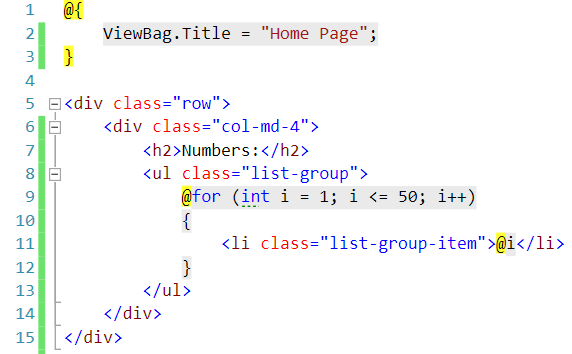 1 @{
2     ViewBag.Title = "Home Page";
3 }
4
5 <div class="row">
6     <div class="col-md-4">
7         <h2>Numbers:</h2>
8         <ul class="list-group">
9             @for (int i = 1; i <= 50; i++)
10             {
11                 <li class="list-group-item">@i</li>
12             }
13         </ul>
14     </div>
15 </div>